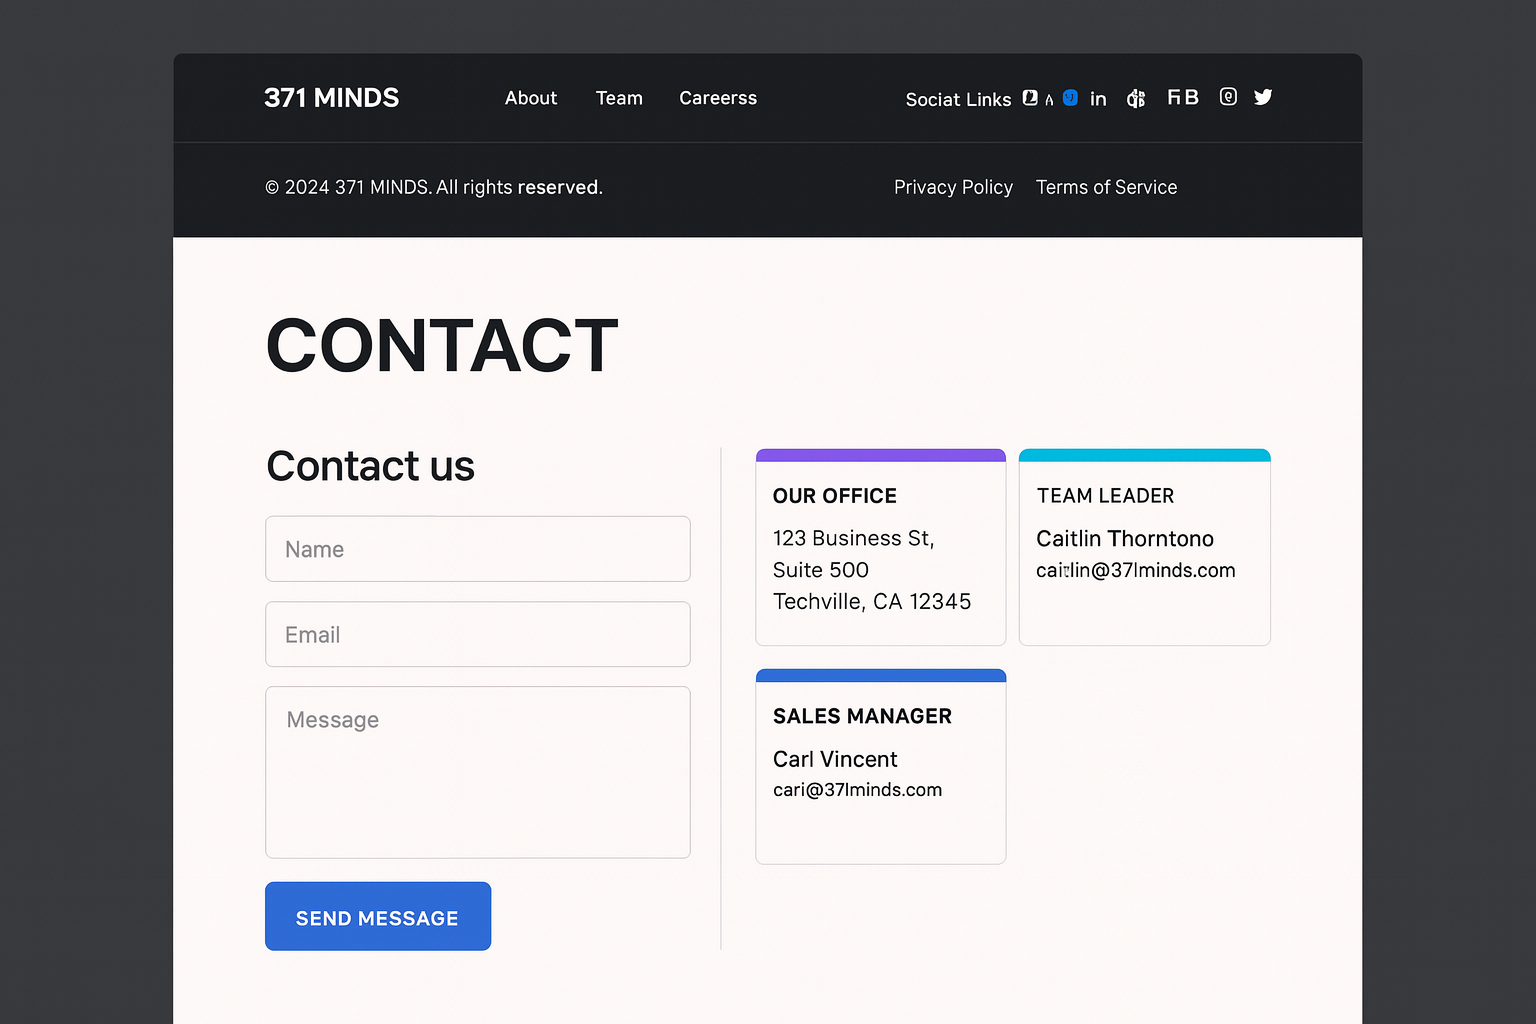 371 MINDS
About
Team
Careerss
Sociat Links
in
© 2024 371 MINDS. All rights reserved.
Privacy Policy
Terms of Service
CONTACT
Contact us
Name
Email
Message
SEND MESSAGE
OUR OFFICE
123 Business St,
Suite 500
Techville, CA 12345
TEAM LEADER
Caitlin Thorntono
caitlin@37lminds.com
SALES MANAGER
Carl Vincent
cari@37lminds.com